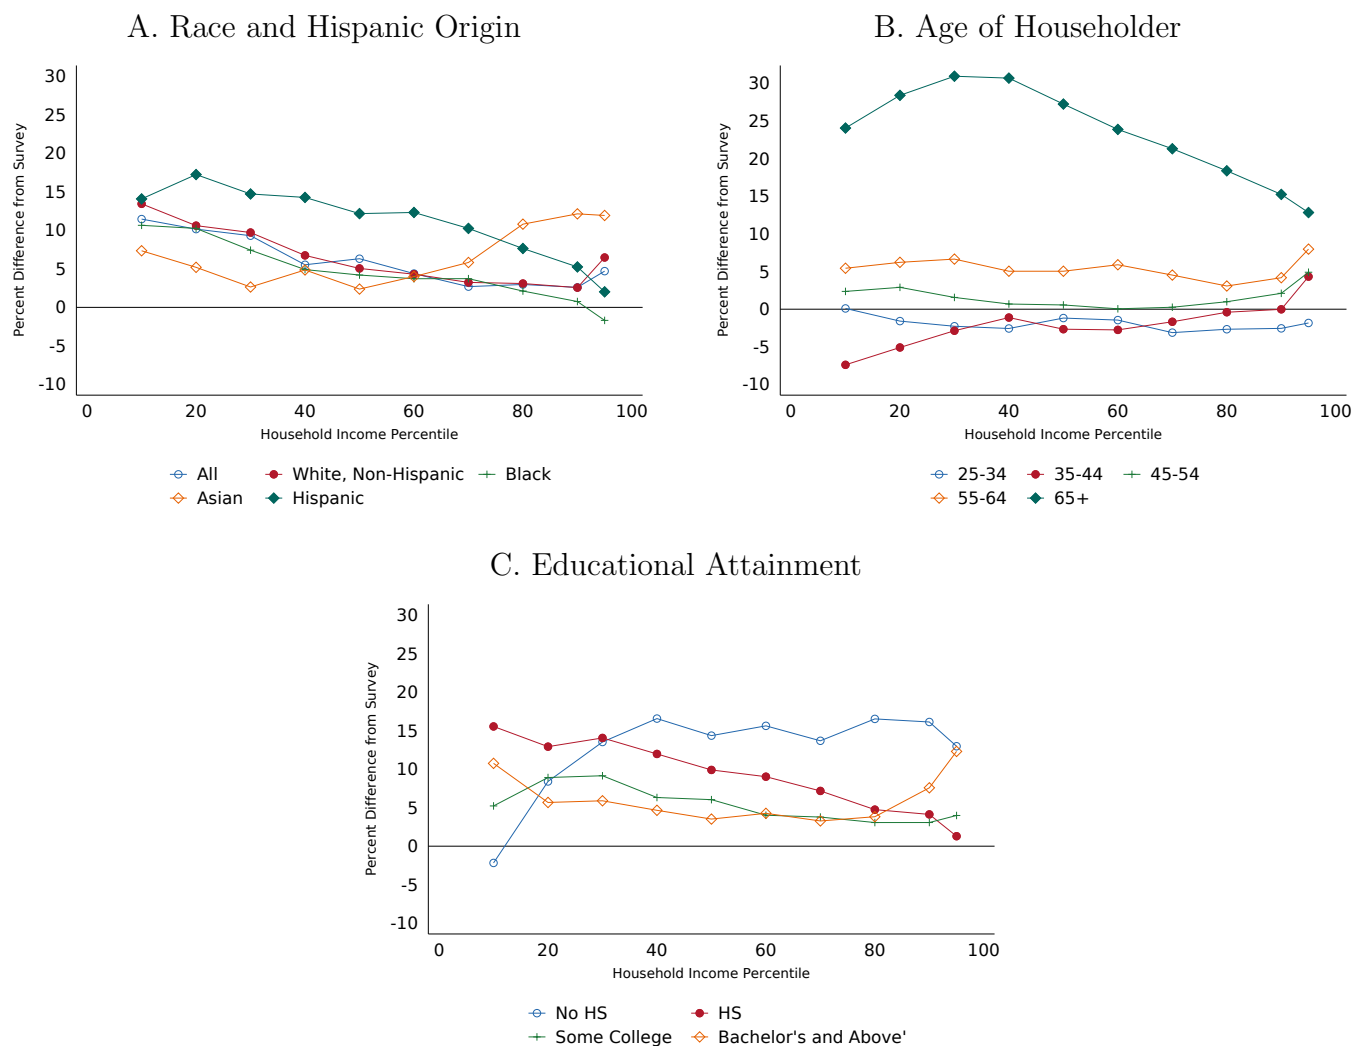 A. Race and Hispanic Origin
30
25
20
15
10
5
0
-5
-10
Percent Difference from Survey
0 20 40 60 80 100
Household Income Percentile
All White, Non-Hispanic Black
Asian Hispanic
B. Age of Householder
30
25
20
15
10
5
0
-5
-10
Percent Difference from Survey
0 20 40 60 80 100
Household Income Percentile
25-34 35-44 45-54
55-64 65+
C. Educational Attainment
30
25
20
15
10
5
0
-5
-10
Percent Difference from Survey
0 20 40 60 80 100
Household Income Percentile
No HS HS
Some College Bachelor's and Above'